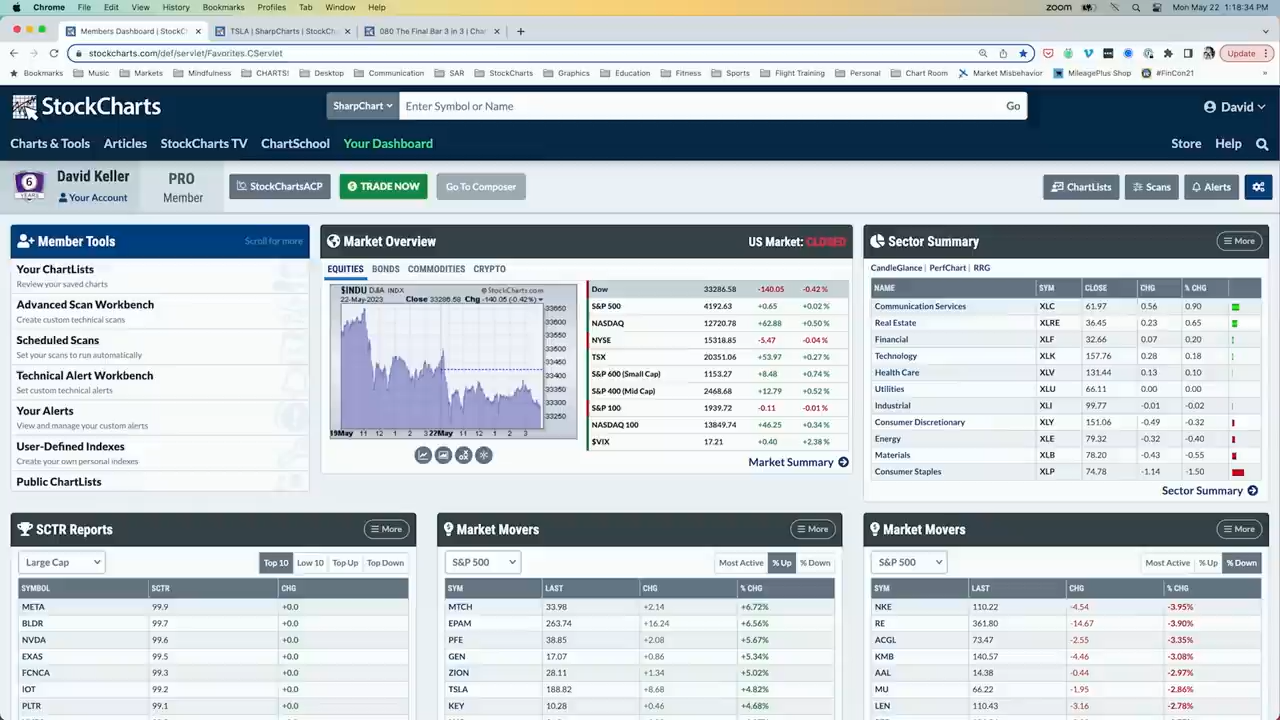 Chrome File Edit View History Bookmarks Profiles Tab Window Help zoom Mon May 22 1:18:34 PM
Members Dashboard | StockC × TSLA | SharpCharts | StockCh × 080 The Final Bar 3 in 3 | Char × +
stockcharts.com/def/servlet/Favorites.CServlet Update
Bookmarks Music Markets Mindfulness CHARTS! Desktop Communication SAR StockCharts Graphics Education Fitness Sports Flight Training Personal Chart Room Market Misbehavior MileagePlus Shop #FinCon21 »
StockCharts SharpChart Enter Symbol or Name Go David
Charts & Tools Articles StockCharts TV ChartSchool Your Dashboard Store Help
6 YEARS David Keller Your Account PRO Member StockChartsACP TRADE NOW Go To Composer ChartLists Scans Alerts
Member Tools Scroll for more
Your ChartLists
Review your saved charts
Advanced Scan Workbench
Create custom technical scans
Scheduled Scans
Set your scans to run automatically
Technical Alert Workbench
Set custom technical alerts
Your Alerts
View and manage your custom alerts
User-Defined Indexes
Create your own personal indexes
Public ChartLists
Market Overview US Market: CLOSED
EQUITIES BONDS COMMODITIES CRYPTO
$INDU DJIA INDX © StockCharts.com
22-May-2023 Close 33286.58 Chg -140.05 (-0.42%)
33650
33600
33550
33500
33450
33400
33350
33300
33250
19May 11 12 1 2 3 22May 11 12 1 2 3
Dow 33286.58 -140.05 -0.42 %
S&P 500 4192.63 +0.65 +0.02 %
NASDAQ 12720.78 +62.88 +0.50 %
NYSE 15318.85 -5.47 -0.04 %
TSX 20351.06 +53.97 +0.27 %
S&P 600 (Small Cap) 1153.27 +8.48 +0.74 %
S&P 400 (Mid Cap) 2468.68 +12.79 +0.52 %
S&P 100 1939.72 -0.11 -0.01 %
NASDAQ 100 13849.74 +46.25 +0.34 %
$VIX 17.21 +0.40 +2.38 %
Market Summary
Sector Summary More
CandleGlance | PerfChart | RRG
NAME SYM CLOSE CHG % CHG
Communication Services XLC 61.97 0.56 0.90
Real Estate XLRE 36.45 0.23 0.65
Financial XLF 32.66 0.07 0.20
Technology XLK 157.76 0.28 0.18
Health Care XLV 131.44 0.13 0.10
Utilities XLU 66.11 0.00 0.00
Industrial XLI 99.77 -0.01 -0.02
Consumer Discretionary XLY 151.06 -0.49 -0.32
Energy XLE 79.32 -0.32 -0.40
Materials XLB 78.20 -0.43 -0.55
Consumer Staples XLP 74.78 -1.14 -1.50
Sector Summary
SCTR Reports More
Large Cap Top 10 Low 10 Top Up Top Down
SYMBOL SCTR CHG
META 99.9 +0.0
BLDR 99.7 +0.0
NVDA 99.6 +0.0
EXAS 99.5 +0.0
FCNCA 99.3 +0.0
IOT 99.2 +0.0
PLTR 99.1 +0.0
Market Movers More
S&P 500 Most Active % Up % Down
SYM LAST CHG % CHG
MTCH 33.98 +2.14 +6.72%
EPAM 263.74 +16.24 +6.56%
PFE 38.85 +2.08 +5.67%
GEN 17.07 +0.86 +5.34%
ZION 28.11 +1.34 +5.02%
TSLA 188.82 +8.68 +4.82%
KEY 10.28 +0.46 +4.68%
Market Movers More
S&P 500 Most Active % Up % Down
SYM LAST CHG % CHG
NKE 110.22 -4.54 -3.95%
RE 361.80 -14.67 -3.90%
ACGL 73.47 -2.55 -3.35%
KMB 140.57 -4.46 -3.08%
AAL 14.38 -0.44 -2.97%
MU 66.22 -1.95 -2.86%
LEN 110.43 -3.16 -2.78%